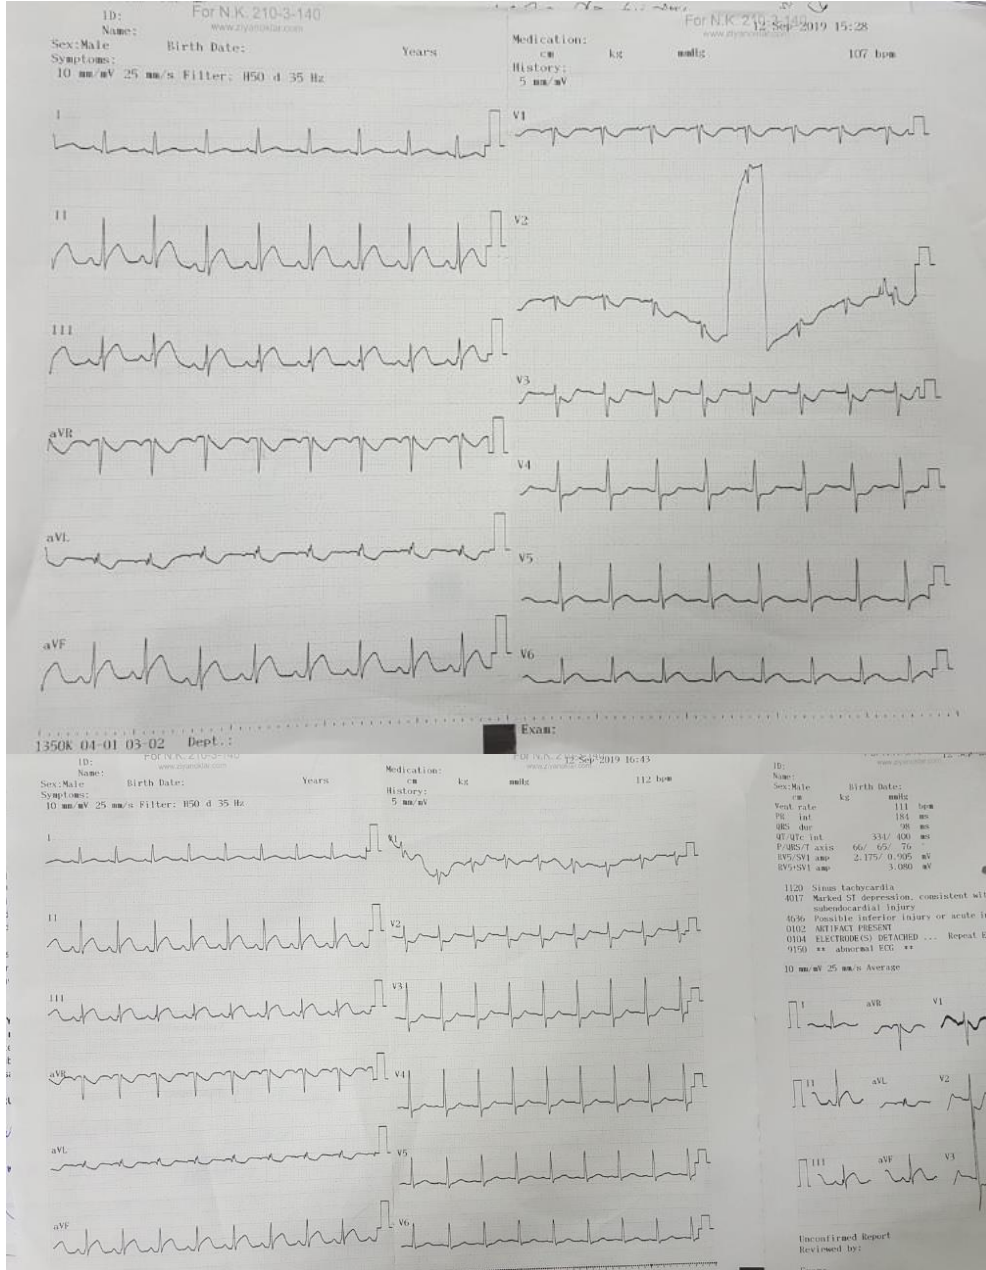 ID:
For N.K. 210-3-140
www.ziyanoklar.com
Name:
Sex:Male Birth Date: Years
Symptoms:
10 mm/mV 25 mm/s Filter: H50 d 35 Hz
For N.K. 210-3-140
12 Sep 2019 15:28
Medication:
cm kg mmHg 107 bpm
History:
5 mm/mV
I
II
III
aVR
aVL
aVF
V1
V2
V3
V4
V5
V6
1350K 04-01 03-02 Dept.:
Exam:
ID:
Name:
Sex:Male Birth Date: Years
Symptoms:
10 mm/mV 25 mm/s Filter: H50 d 35 Hz
12 Sep 2019 16:43
Medication:
cm kg mmHg 112 bpm
History:
5 mm/mV
I
II
III
aVR
aVL
aVF
V2
V3
V4
V5
V6
ID:
Name:
Sex:Male Birth Date:
cm kg mmHg
Vent rate 111 bpm
PR int 184 ms
QRS dur 98 ms
QT/QTc int 334/ 400 ms
P/QRS/T axis 66/ 65/ 76 °
RV5/SV1 amp 2.175/ 0.905 mV
RV5+SV1 amp 3.080 mV
1120 Sinus tachycardia
4017 Marked ST depression, consistent
subendocardial injury
4636 Possible inferior injury or acute
0102 ARTIFACT PRESENT
0104 ELECTRODE(S) DETACHED ... Repeat
9150 ** abnormal ECG **
10 mm/mV 25 mm/s Average
I aVR V1
II aVL V2
III aVF V3
Unconfirmed Report
Reviewed by: